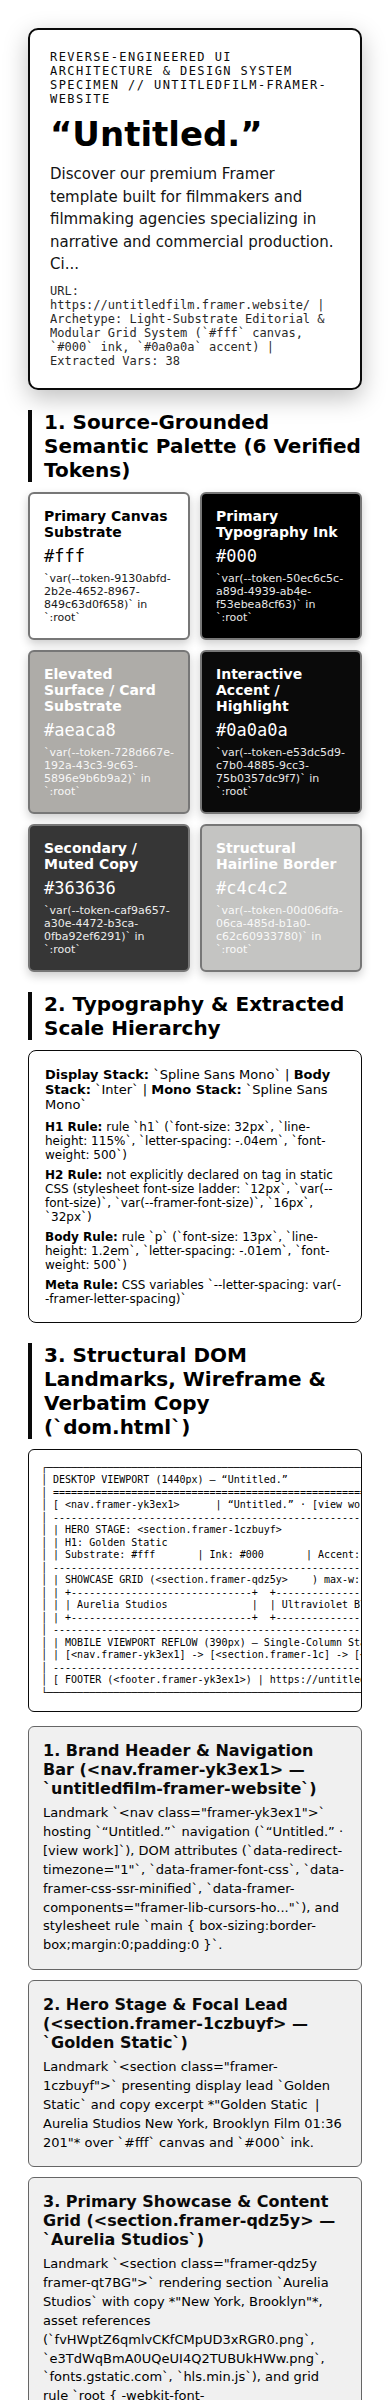 REVERSE-ENGINEERED UI
ARCHITECTURE & DESIGN SYSTEM
SPECIMEN // UNTITLEDFILM-FRAMER-
WEBSITE
“Untitled.”
Discover our premium Framer
template built for filmmakers and
filmmaking agencies specializing in
narrative and commercial production.
Ci...
URL:
https://untitledfilm.framer.website/ |
Archetype: Light-Substrate Editorial &
Modular Grid System (`#fff` canvas,
`#000` ink, `#0a0a0a` accent) |
Extracted Vars: 38
1. Source-Grounded
Semantic Palette (6 Verified
Tokens)
Primary Canvas
Substrate
#fff
`var(--token-9130abfd-
2b2e-4652-8967-
849c63d0f658)` in
`:root`
Primary
Typography Ink
#000
`var(--token-50ec6c5c-
a89d-4939-ab4e-
f53ebea8cf63)` in
`:root`
Elevated
Surface / Card
Substrate
#aeaca8
`var(--token-728d667e-
192a-43c3-9c63-
5896e9b6b9a2)` in
`:root`
Interactive
Accent /
Highlight
#0a0a0a
`var(--token-e53dc5d9-
c7b0-4885-9cc3-
75b0357dc9f7)` in
`:root`
Secondary /
Muted Copy
#363636
`var(--token-caf9a657-
a30e-4472-b3ca-
0fba92ef6291)` in
`:root`
Structural
Hairline Border
#c4c4c2
`var(--token-00d06dfa-
06ca-485d-b1a0-
c62c60933780)` in
`:root`
2. Typography & Extracted
Scale Hierarchy
Display Stack: `Spline Sans Mono` | Body
Stack: `Inter` | Mono Stack: `Spline Sans
Mono`
H1 Rule: rule `h1` (`font-size: 32px`, `line-
height: 115%`, `letter-spacing: -.04em`, `font-
weight: 500`)
H2 Rule: not explicitly declared on tag in static
CSS (stylesheet font-size ladder: `12px`, `var(--
font-size)`, `var(--framer-font-size)`, `16px`,
`32px`)
Body Rule: rule `p` (`font-size: 13px`, `line-
height: 1.2em`, `letter-spacing: -.01em`, `font-
weight: 500`)
Meta Rule: CSS variables `--letter-spacing: var(-
-framer-letter-spacing)`
3. Structural DOM
Landmarks, Wireframe &
Verbatim Copy
(`dom.html`)
DESKTOP VIEWPORT (1440px) — “Untitled.”
[ <nav.framer-yk3ex1> | “Untitled.” · [view wo
| HERO STAGE: <section.framer-1czbuyf>
| H1: Golden Static
| Substrate: #fff | Ink: #000 | Accent:
| SHOWCASE GRID (<section.framer-qdz5y> ) max-w:
| | Aurelia Studios | | Ultraviolet B
| MOBILE VIEWPORT REFLOW (390px) — Single-Column St
| [<nav.framer-yk3ex1] -> [<section.framer-1c] -> [
[ FOOTER (<footer.framer-yk3ex1>) | https://untitle
1. Brand Header & Navigation
Bar (<nav.framer-yk3ex1> —
`untitledfilm-framer-website`)
Landmark `<nav class="framer-yk3ex1">`
hosting `“Untitled.”` navigation (`“Untitled.” ·
[view work]`), DOM attributes (`data-redirect-
timezone="1"`, `data-framer-font-css`, `data-
framer-css-ssr-minified`, `data-framer-
components="framer-lib-cursors-ho..."`), and
stylesheet rule `main { box-sizing:border-
box;margin:0;padding:0 }`.
2. Hero Stage & Focal Lead
(<section.framer-1czbuyf> —
`Golden Static`)
Landmark `<section class="framer-
1czbuyf">` presenting display lead `Golden
Static` and copy excerpt *"Golden Static |
Aurelia Studios New York, Brooklyn Film 01:36
201"* over `#fff` canvas and `#000` ink.
3. Primary Showcase & Content
Grid (<section.framer-qdz5y> —
`Aurelia Studios`)
Landmark `<section class="framer-qdz5y
framer-qt7BG">` rendering section `Aurelia
Studios` with copy *"New York, Brooklyn"*,
asset references
(`fvHWptZ6qmlvCKfCMpUD3xRGR0.png`,
`e3TdWqBmA0UQeUI4Q2TUBUkHWw.png`,
`fonts.gstatic.com`, `hls.min.js`), and grid
rule `root { -webkit-font-